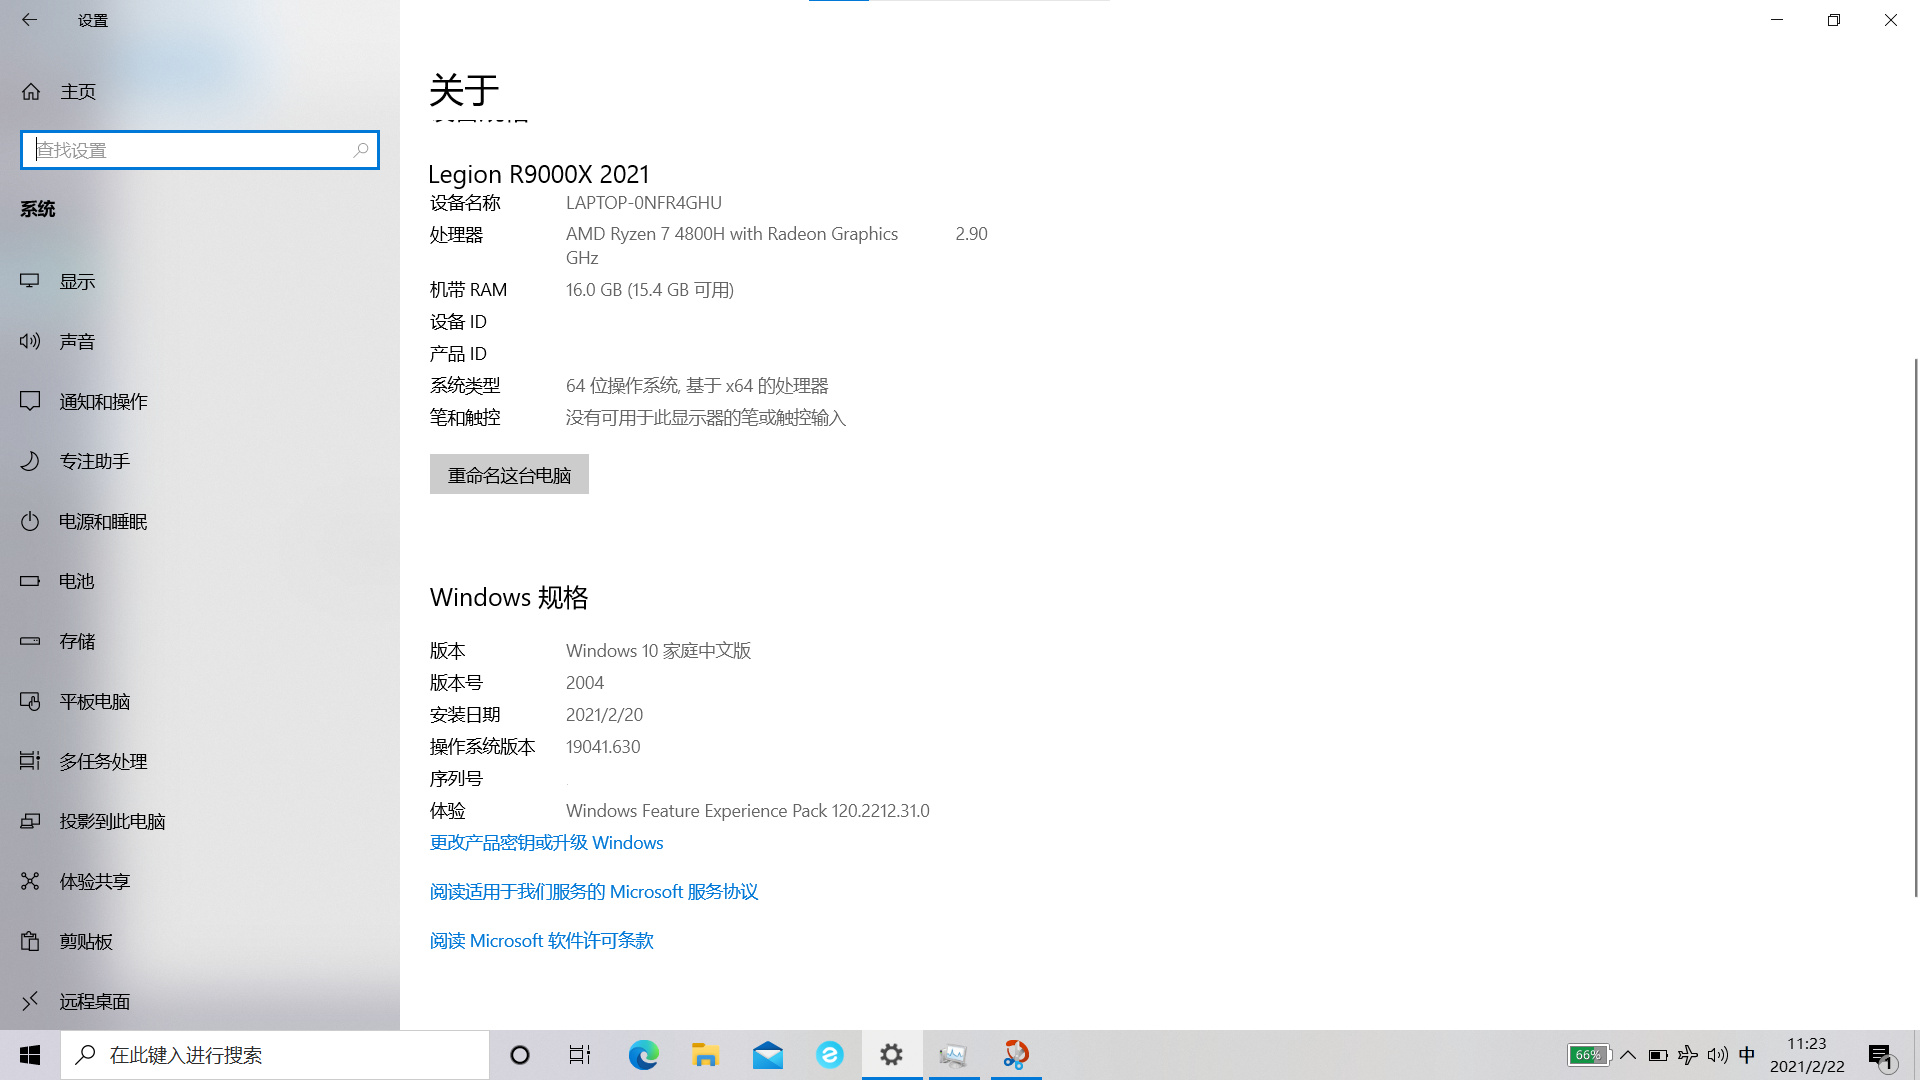 设置
主页
查找设置
系统
显示
声音
通知和操作
专注助手
电源和睡眠
电池
存储
平板电脑
多任务处理
投影到此电脑
体验共享
剪贴板
远程桌面
关于
Legion R9000X 2021
设备名称 LAPTOP-0NFR4GHU
处理器 AMD Ryzen 7 4800H with Radeon Graphics 2.90
GHz
机带 RAM 16.0 GB (15.4 GB 可用)
设备 ID
产品 ID
系统类型 64 位操作系统, 基于 x64 的处理器
笔和触控 没有可用于此显示器的笔或触控输入
重命名这台电脑
Windows 规格
版本 Windows 10 家庭中文版
版本号 2004
安装日期 2021/2/20
操作系统版本 19041.630
序列号
体验 Windows Feature Experience Pack 120.2212.31.0
更改产品密钥或升级 Windows
阅读适用于我们服务的 Microsoft 服务协议
阅读 Microsoft 软件许可条款
在此键入进行搜索
66%
中
11:23
2021/2/22
1